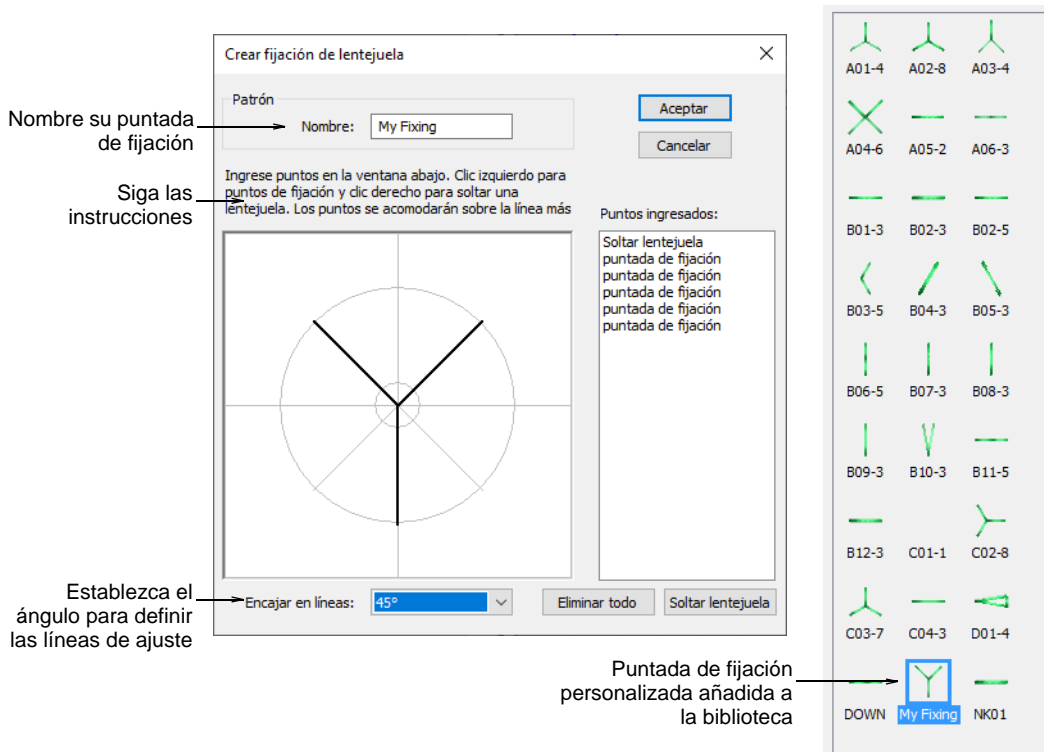 Crear fijación de lentejuela
Patrón
Nombre:
My Fixing
Aceptar
Cancelar
Ingrese puntos en la ventana abajo. Clic izquierdo para
puntos de fijación y clic derecho para soltar una
lentejuela. Los puntos se acomodarán sobre la línea más
Puntos ingresados:
Soltar lentejuela
puntada de fijación
puntada de fijación
puntada de fijación
puntada de fijación
puntada de fijación
Encajar en líneas:
45°
Eliminar todo
Soltar lentejuela
Nombre su puntada
de fijación
Siga las
instrucciones
Establezca el
ángulo para definir
las líneas de ajuste
Puntada de fijación
personalizada añadida a
la biblioteca
A01-4 A02-8 A03-4
A04-6 A05-2 A06-3
B01-3 B02-3 B02-5
B03-5 B04-3 B05-3
B06-5 B07-3 B08-3
B09-3 B10-3 B11-5
B12-3 C01-1 C02-8
C03-7 C04-3 D01-4
DOWN My Fixing NK01